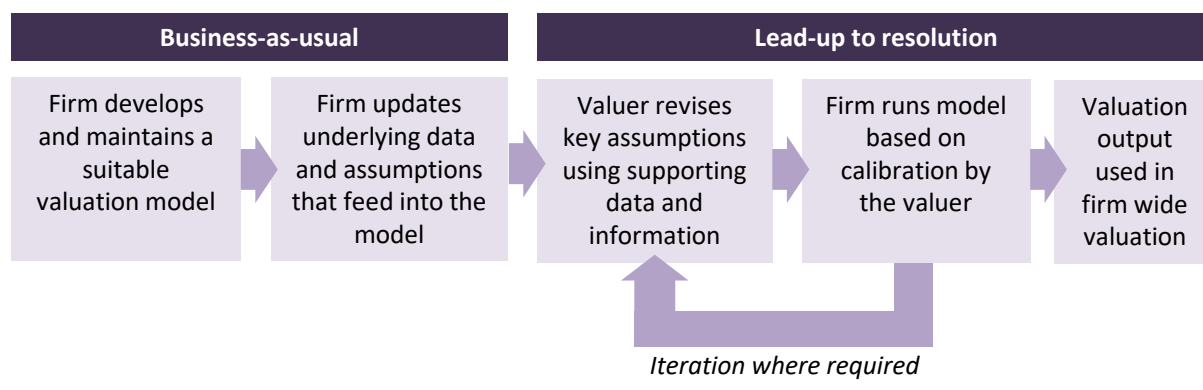 Business-as-usual
Lead-up to resolution
Firm develops
and maintains a
suitable
valuation model
Firm updates
underlying data
and assumptions
that feed into the
model
Valuer revises
key assumptions
using supporting
data and
information
Firm runs model
based on
calibration by
the valuer
Valuation
output
used in
firm wide
valuation
Iteration where required